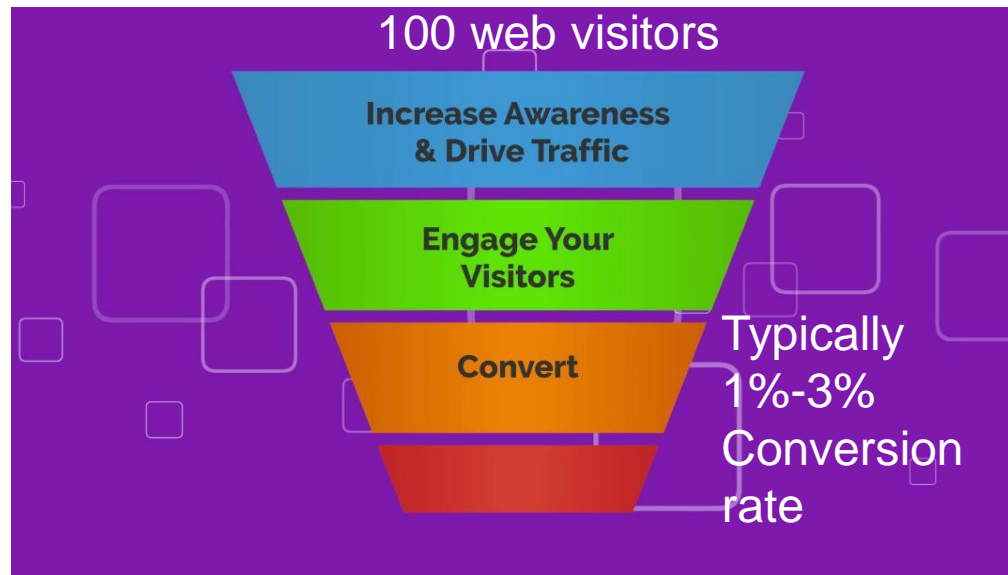 100 web visitors
Increase Awareness
& Drive Traffic
Engage Your
Visitors
Convert
Typically
1%-3%
Conversion
rate